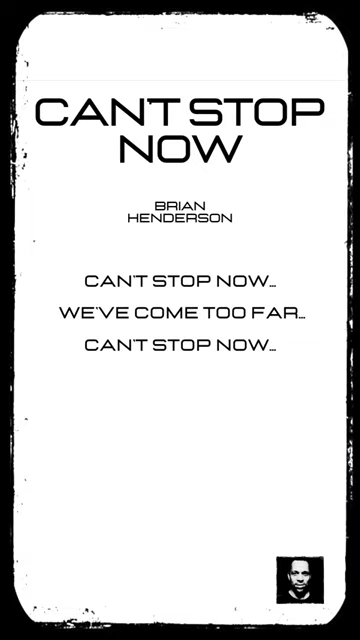 CAN'T STOP
NOW
BRIAN
HENDERSON
CAN'T STOP NOW...
WE'VE COME TOO FAR...
CAN'T STOP NOW...